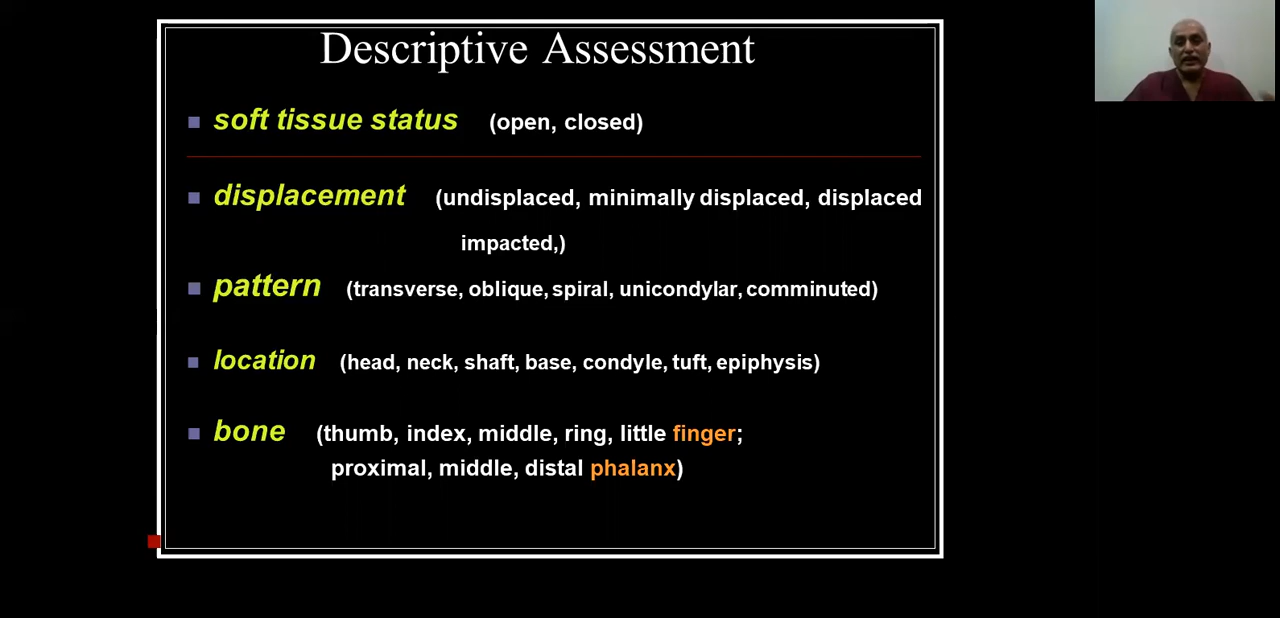 Descriptive Assessment
soft tissue status (open, closed)
displacement (undisplaced, minimally displaced, displaced
impacted,)
pattern (transverse, oblique, spiral, unicondylar, comminuted)
location (head, neck, shaft, base, condyle, tuft, epiphysis)
bone (thumb, index, middle, ring, little finger;
proximal, middle, distal phalanx)